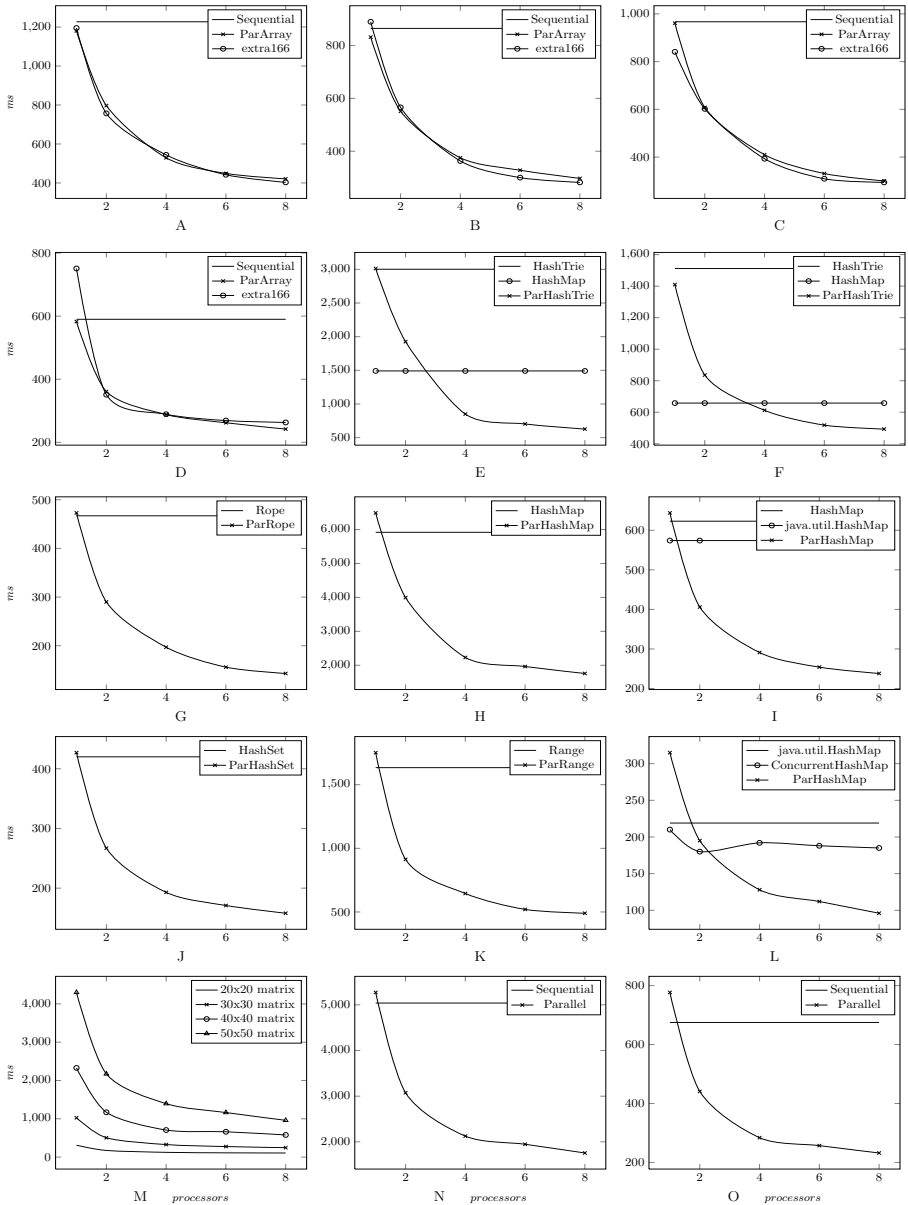 1,200
1,000
800
600
400
ms
2
4
6
8
Sequential
ParArray
extra166
A
800
600
400
2
4
6
8
Sequential
ParArray
extra166
B
1,000
800
600
400
2
4
6
8
Sequential
ParArray
extra166
C
800
600
400
200
ms
2
4
6
8
Sequential
ParArray
extra166
D
3,000
2,500
2,000
1,500
1,000
500
2
4
6
8
HashTrie
HashMap
ParHashTrie
E
1,600
1,400
1,200
1,000
800
600
400
2
4
6
8
HashTrie
HashMap
ParHashTrie
F
500
400
300
200
ms
2
4
6
8
Rope
ParRope
G
6,000
5,000
4,000
3,000
2,000
2
4
6
8
HashMap
ParHashMap
H
600
500
400
300
200
2
4
6
8
HashMap
java.util.HashMap
ParHashMap
I
400
300
200
ms
2
4
6
8
HashSet
ParHashSet
J
1,500
1,000
500
2
4
6
8
Range
ParRange
K
300
250
200
150
100
2
4
6
8
java.util.HashMap
ConcurrentHashMap
ParHashMap
L
4,000
3,000
2,000
1,000
0
ms
2
4
6
8
20x20 matrix
30x30 matrix
40x40 matrix
50x50 matrix
M processors
5,000
4,000
3,000
2,000
2
4
6
8
Sequential
Parallel
N processors
800
600
400
200
2
4
6
8
Sequential
Parallel
O processors